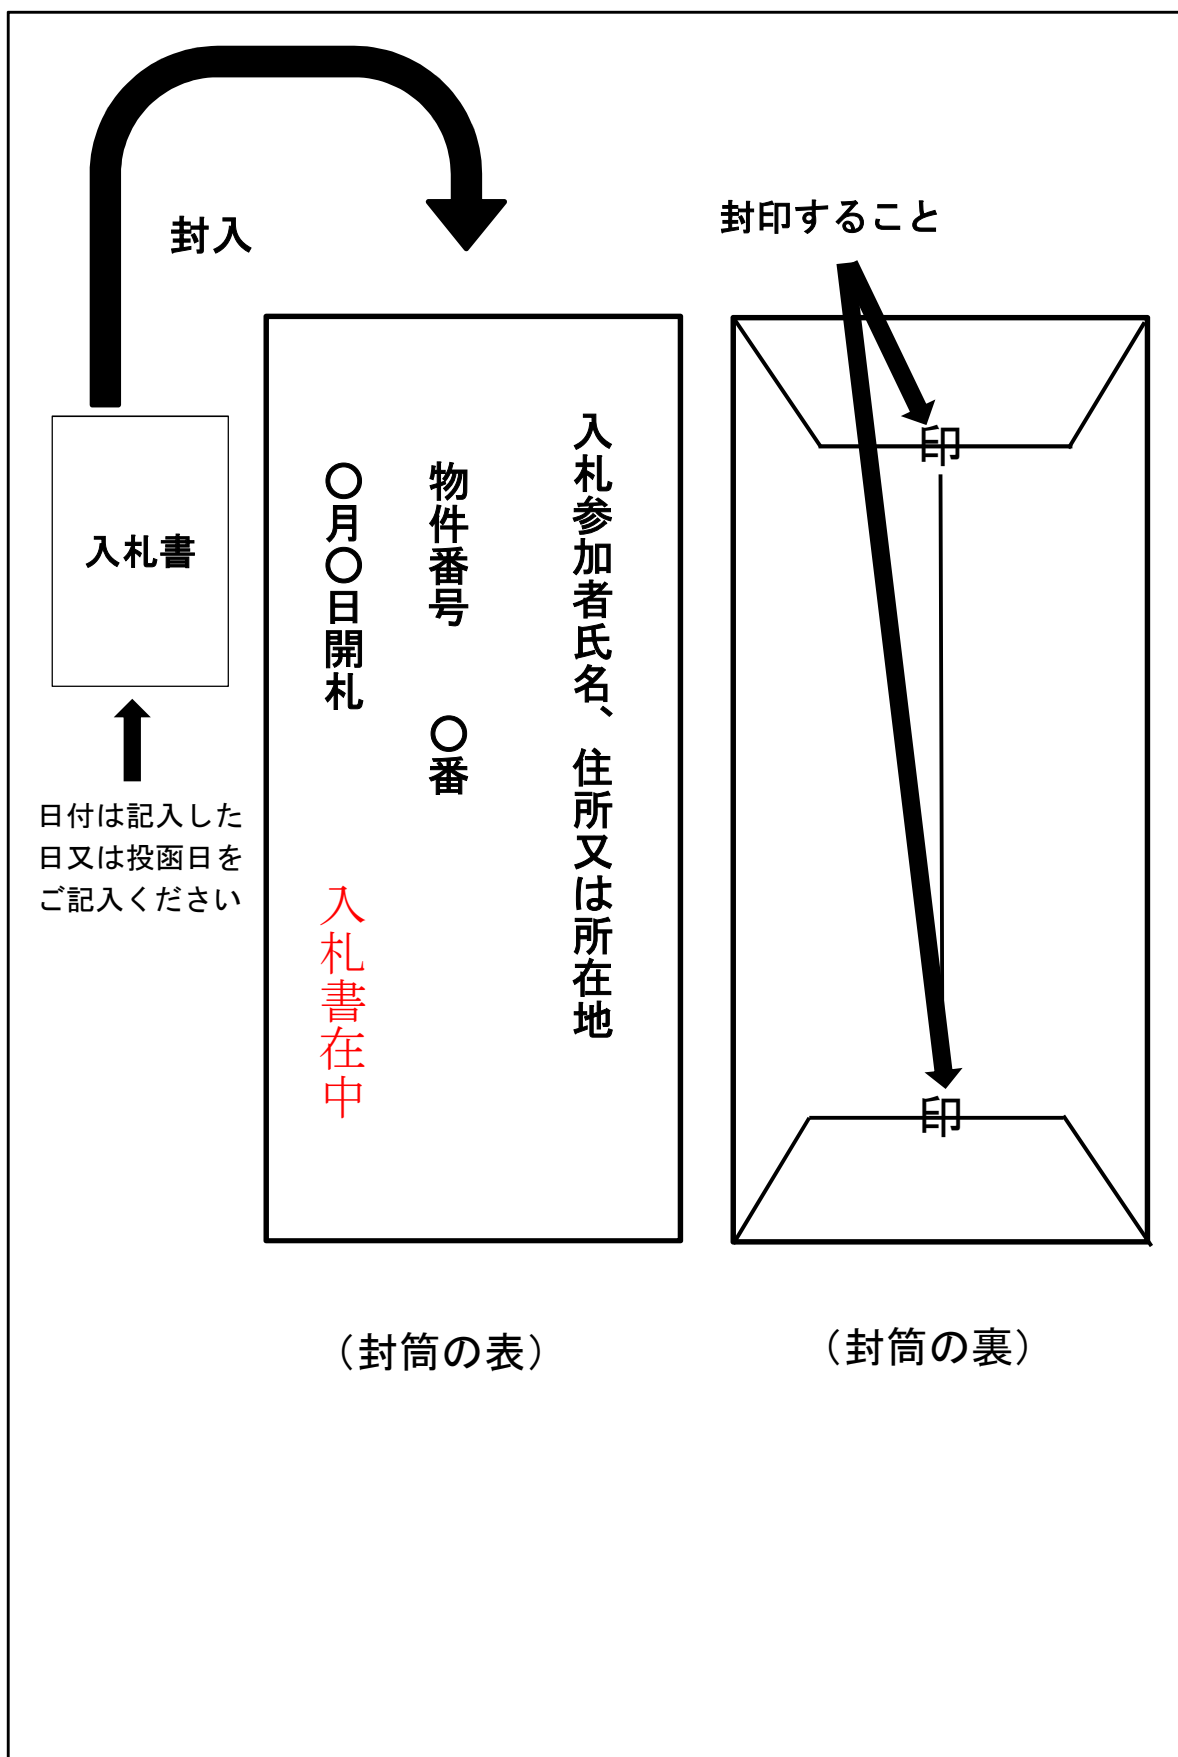 封入
封印すること
入札書
日付は記入した
日又は投函日を
ご記入ください
入札参加者氏名、住所又は所在地
物件番号　　〇番
〇月〇日開札
入札書在中
印
印
（封筒の表）
（封筒の裏）